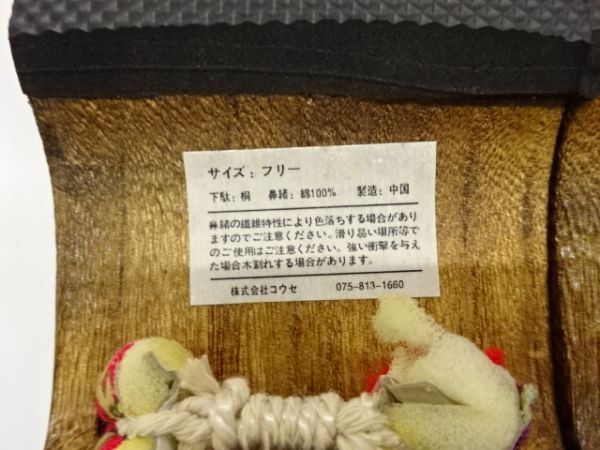 サイズ：フリー
下駄：桐　鼻緒：綿100%　製造：中国
鼻緒の繊維特性により色落ちする場合があり
ますのでご注意ください。滑り易い場所等で
のご使用はご注意ください。強い衝撃を与え
た場合木割れする場合があります。
株式会社コウセ　075-813-1660